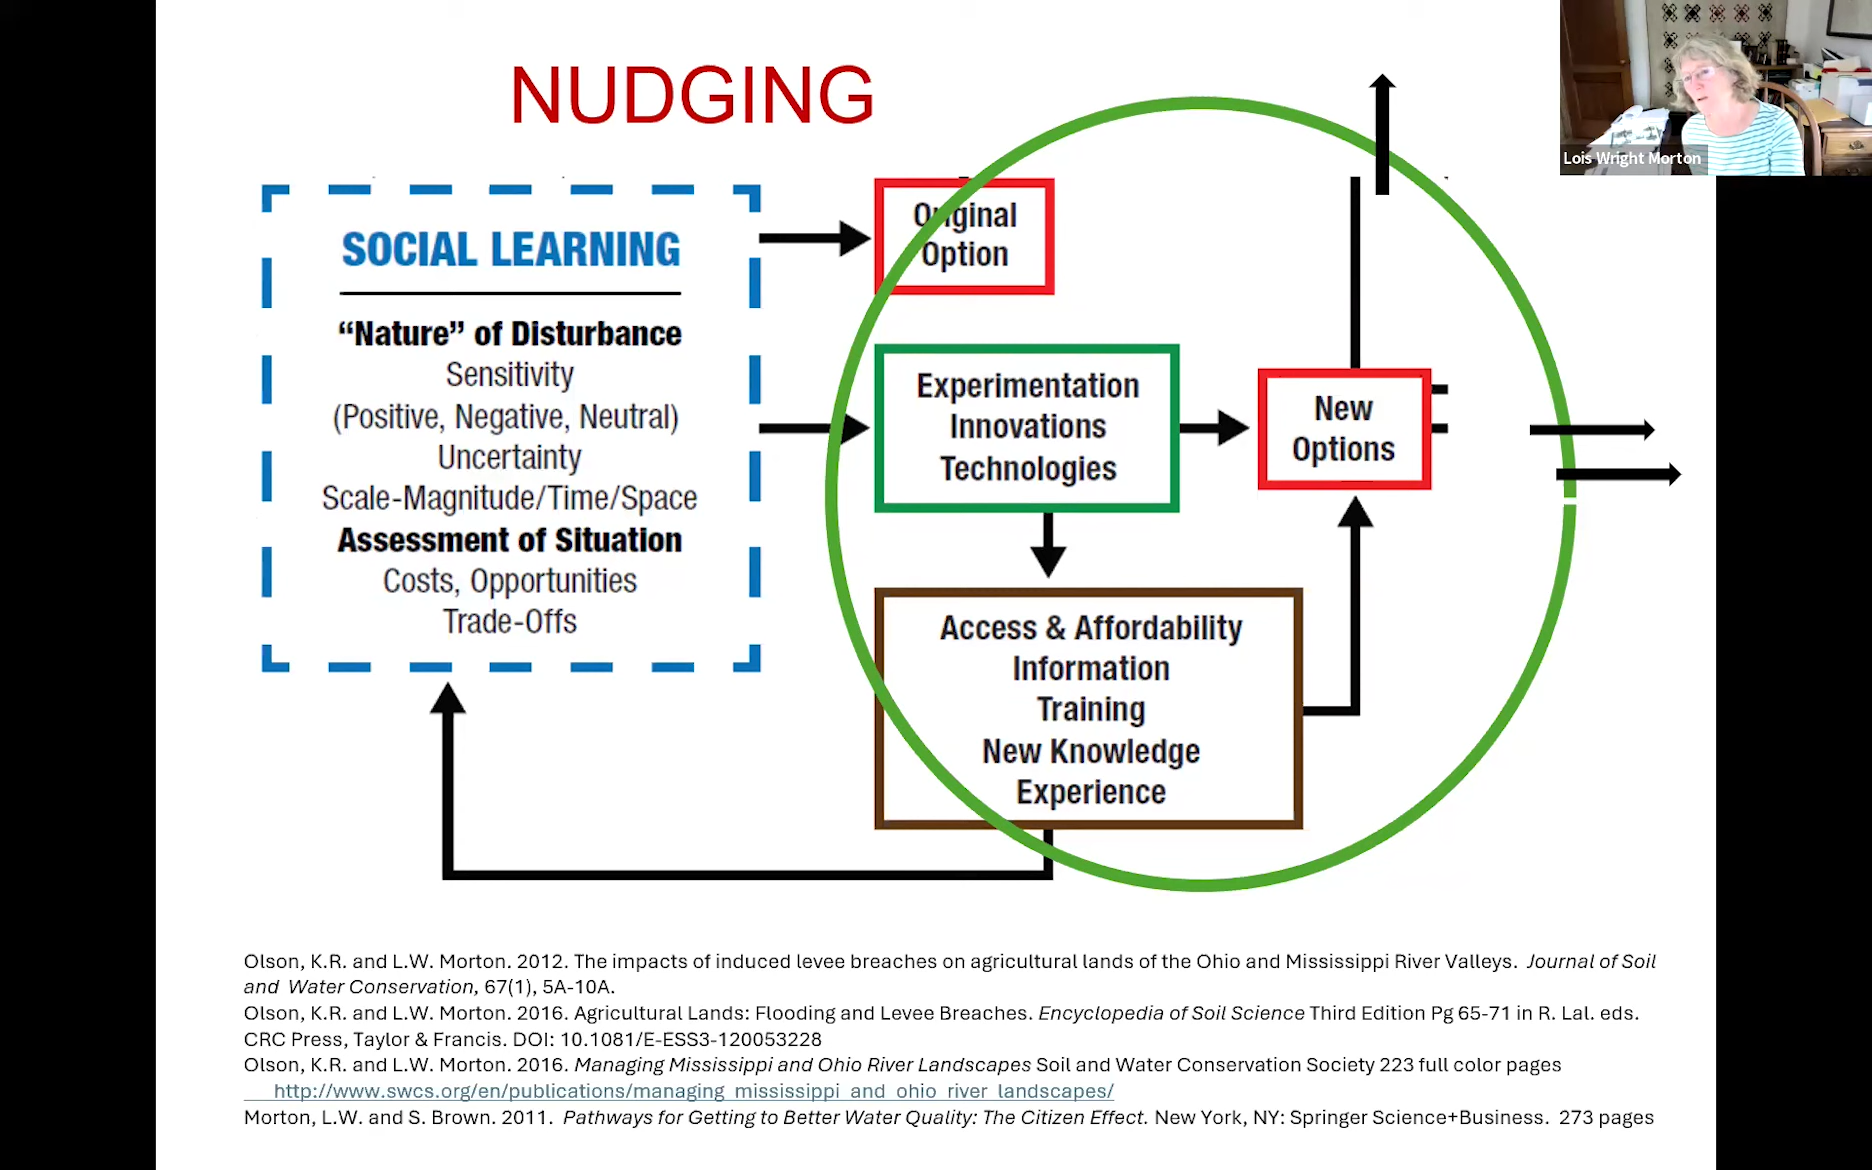 NUDGING
Lois Wright Morton
SOCIAL LEARNING
“Nature” of Disturbance
Sensitivity
(Positive, Negative, Neutral)
Uncertainty
Scale-Magnitude/Time/Space
Assessment of Situation
Costs, Opportunities
Trade-Offs
Original
Option
Experimentation
Innovations
Technologies
New
Options
Access & Affordability
Information
Training
New Knowledge
Experience
Olson, K.R. and L.W. Morton. 2012. The impacts of induced levee breaches on agricultural lands of the Ohio and Mississippi River Valleys. Journal of Soil
and Water Conservation, 67(1), 5A-10A.
Olson, K.R. and L.W. Morton. 2016. Agricultural Lands: Flooding and Levee Breaches. Encyclopedia of Soil Science Third Edition Pg 65-71 in R. Lal. eds.
CRC Press, Taylor & Francis. DOI: 10.1081/E-ESS3-120053228
Olson, K.R. and L.W. Morton. 2016. Managing Mississippi and Ohio River Landscapes Soil and Water Conservation Society 223 full color pages
http://www.swcs.org/en/publications/managing_mississippi_and_ohio_river_landscapes/
Morton, L.W. and S. Brown. 2011. Pathways for Getting to Better Water Quality: The Citizen Effect. New York, NY: Springer Science+Business. 273 pages